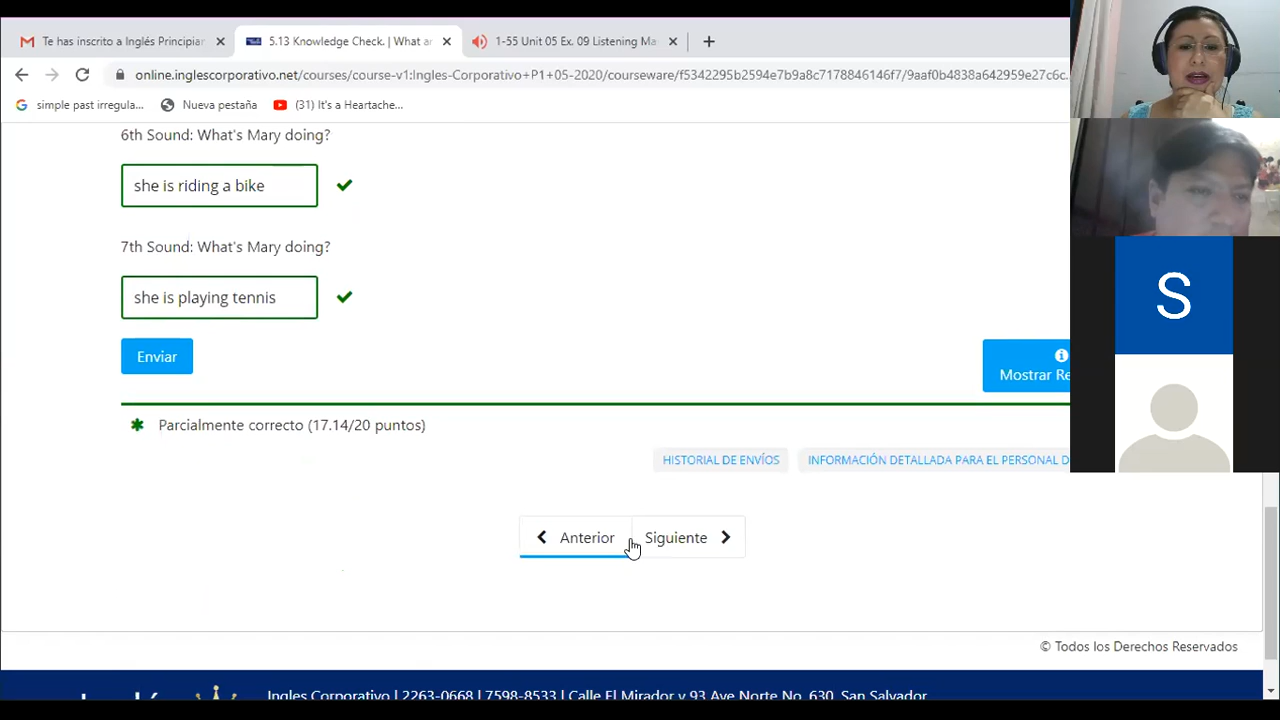 Te has inscrito a Inglés Principian
5.13 Knowledge Check. | What ar
1-55 Unit 05 Ex. 09 Listening Ma
online.inglescorporativo.net/courses/course-v1:Ingles-Corporativo+P1+05-2020/courseware/f5342295b2594e7b9a8c7178846146f7/9aaf0b4838a642959e27c6c.
simple past irregula...
Nueva pestaña
(31) It's a Heartache...
6th Sound: What's Mary doing?
she is riding a bike
7th Sound: What's Mary doing?
she is playing tennis
Enviar
Mostrar Re
Parcialmente correcto (17.14/20 puntos)
HISTORIAL DE ENVÍOS
INFORMACIÓN DETALLADA PARA EL PERSONAL D
Anterior
Siguiente
© Todos los Derechos Reservados
Ingles Corporativo | 2263-0668 | 7598-8533 | Calle El Mirador y 93 Ave Norte No. 630, San Salvador
S